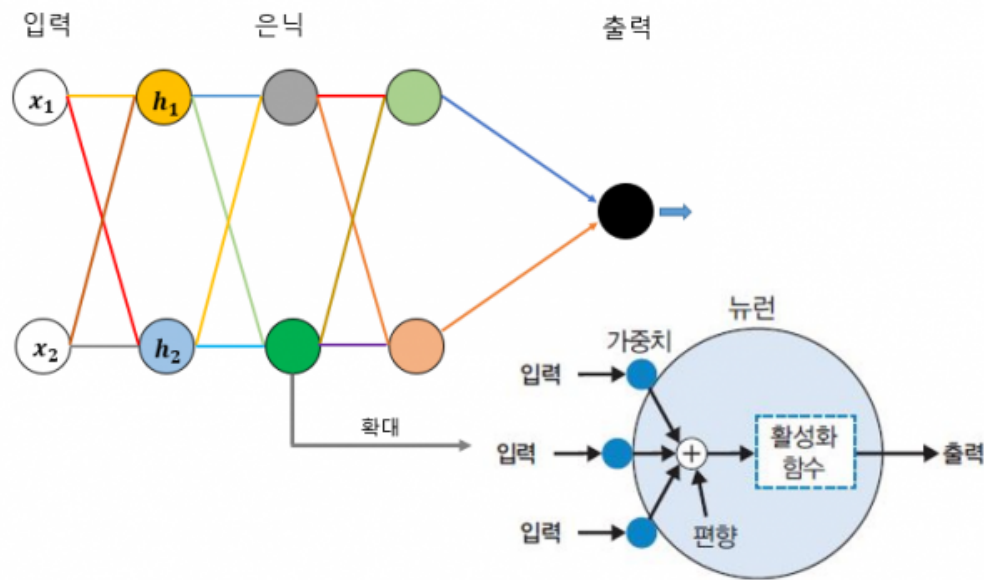 입력
은닉
출력
x₁
h₁
x₂
h₂
확대
뉴런
가중치
입력
입력
입력
+
활성화
함수
편향
출력